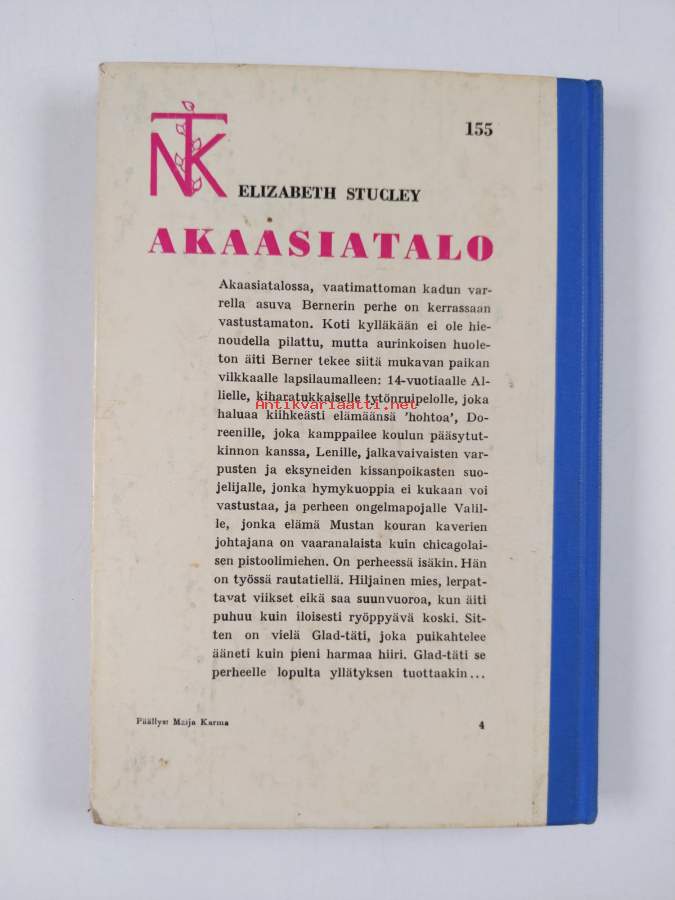 NTK
155
ELIZABETH STUCLEY
AKAASIATALO
Akaasiatalossa, vaatimattoman kadun var-
rella asuva Bernerin perhe on kerrassaan
vastustamaton. Koti kylläkään ei ole hie-
noudella pilattu, mutta aurinkoisen huole-
ton äiti Berner tekee siitä mukavan paikan
vilkkaalle lapsilaumalleen: 14-vuotiaalle Al-
lielle, kiharatukkaiselle tytönruipelolle, joka
Antikvariaatti.net
haluaa kiihkeästi elämäänsä 'hohtoa', Do-
reenille, joka kamppailee koulun pääsytut-
kinnon kanssa, Lenille, jalkavaivaisten var-
pusten ja eksyneiden kissanpoikasten suo-
jelijalle, jonka hymykuoppia ei kukaan voi
vastustaa, ja perheen ongelmapojalle Valil-
le, jonka elämä Mustan kouran kaverien
johtajana on vaaranalaista kuin chicagolai-
sen pistoolimiehen. On perheessä isäkin. Hän
on työssä rautatiellä. Hiljainen mies, lerpat-
tavat viikset eikä saa suunvuoroa, kun äiti
puhuu kuin iloisesti ryöppyävä koski. Sit-
ten on vielä Glad-täti, joka puikahtelee
ääneti kuin pieni harmaa hiiri. Glad-täti se
perheelle lopulta yllätyksen tuottaakin...
Päällys: Maija Karma
4